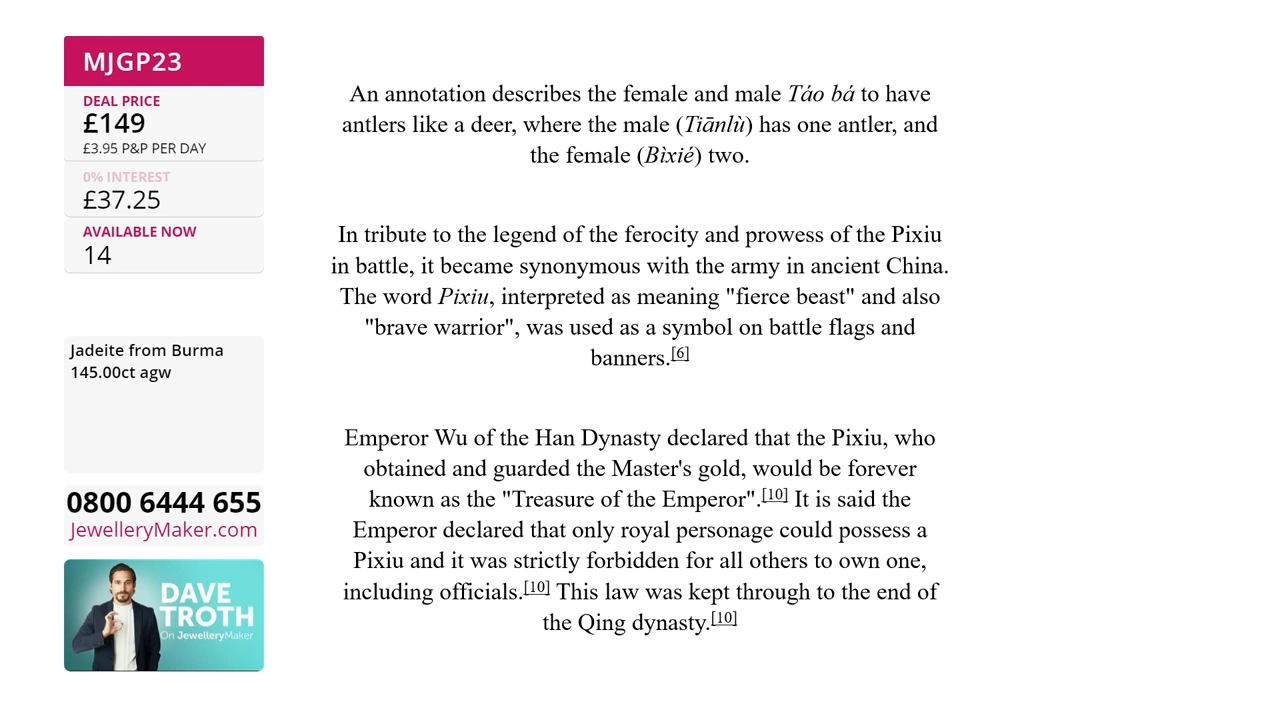 MJGP23
DEAL PRICE
£149
£3.95 P&P PER DAY
0% INTEREST
£37.25
AVAILABLE NOW
14
Jadeite from Burma
145.00ct agw
0800 6444 655
JewelleryMaker.com
DAVE
TROTH
On JewelleryMaker
An annotation describes the female and male Táo bá to have
antlers like a deer, where the male (Tiānlù) has one antler, and
the female (Bìxié) two.
In tribute to the legend of the ferocity and prowess of the Pixiu
in battle, it became synonymous with the army in ancient China.
The word Pixiu, interpreted as meaning "fierce beast" and also
"brave warrior", was used as a symbol on battle flags and
banners.[6]
Emperor Wu of the Han Dynasty declared that the Pixiu, who
obtained and guarded the Master's gold, would be forever
known as the "Treasure of the Emperor".[10] It is said the
Emperor declared that only royal personage could possess a
Pixiu and it was strictly forbidden for all others to own one,
including officials.[10] This law was kept through to the end of
the Qing dynasty.[10]